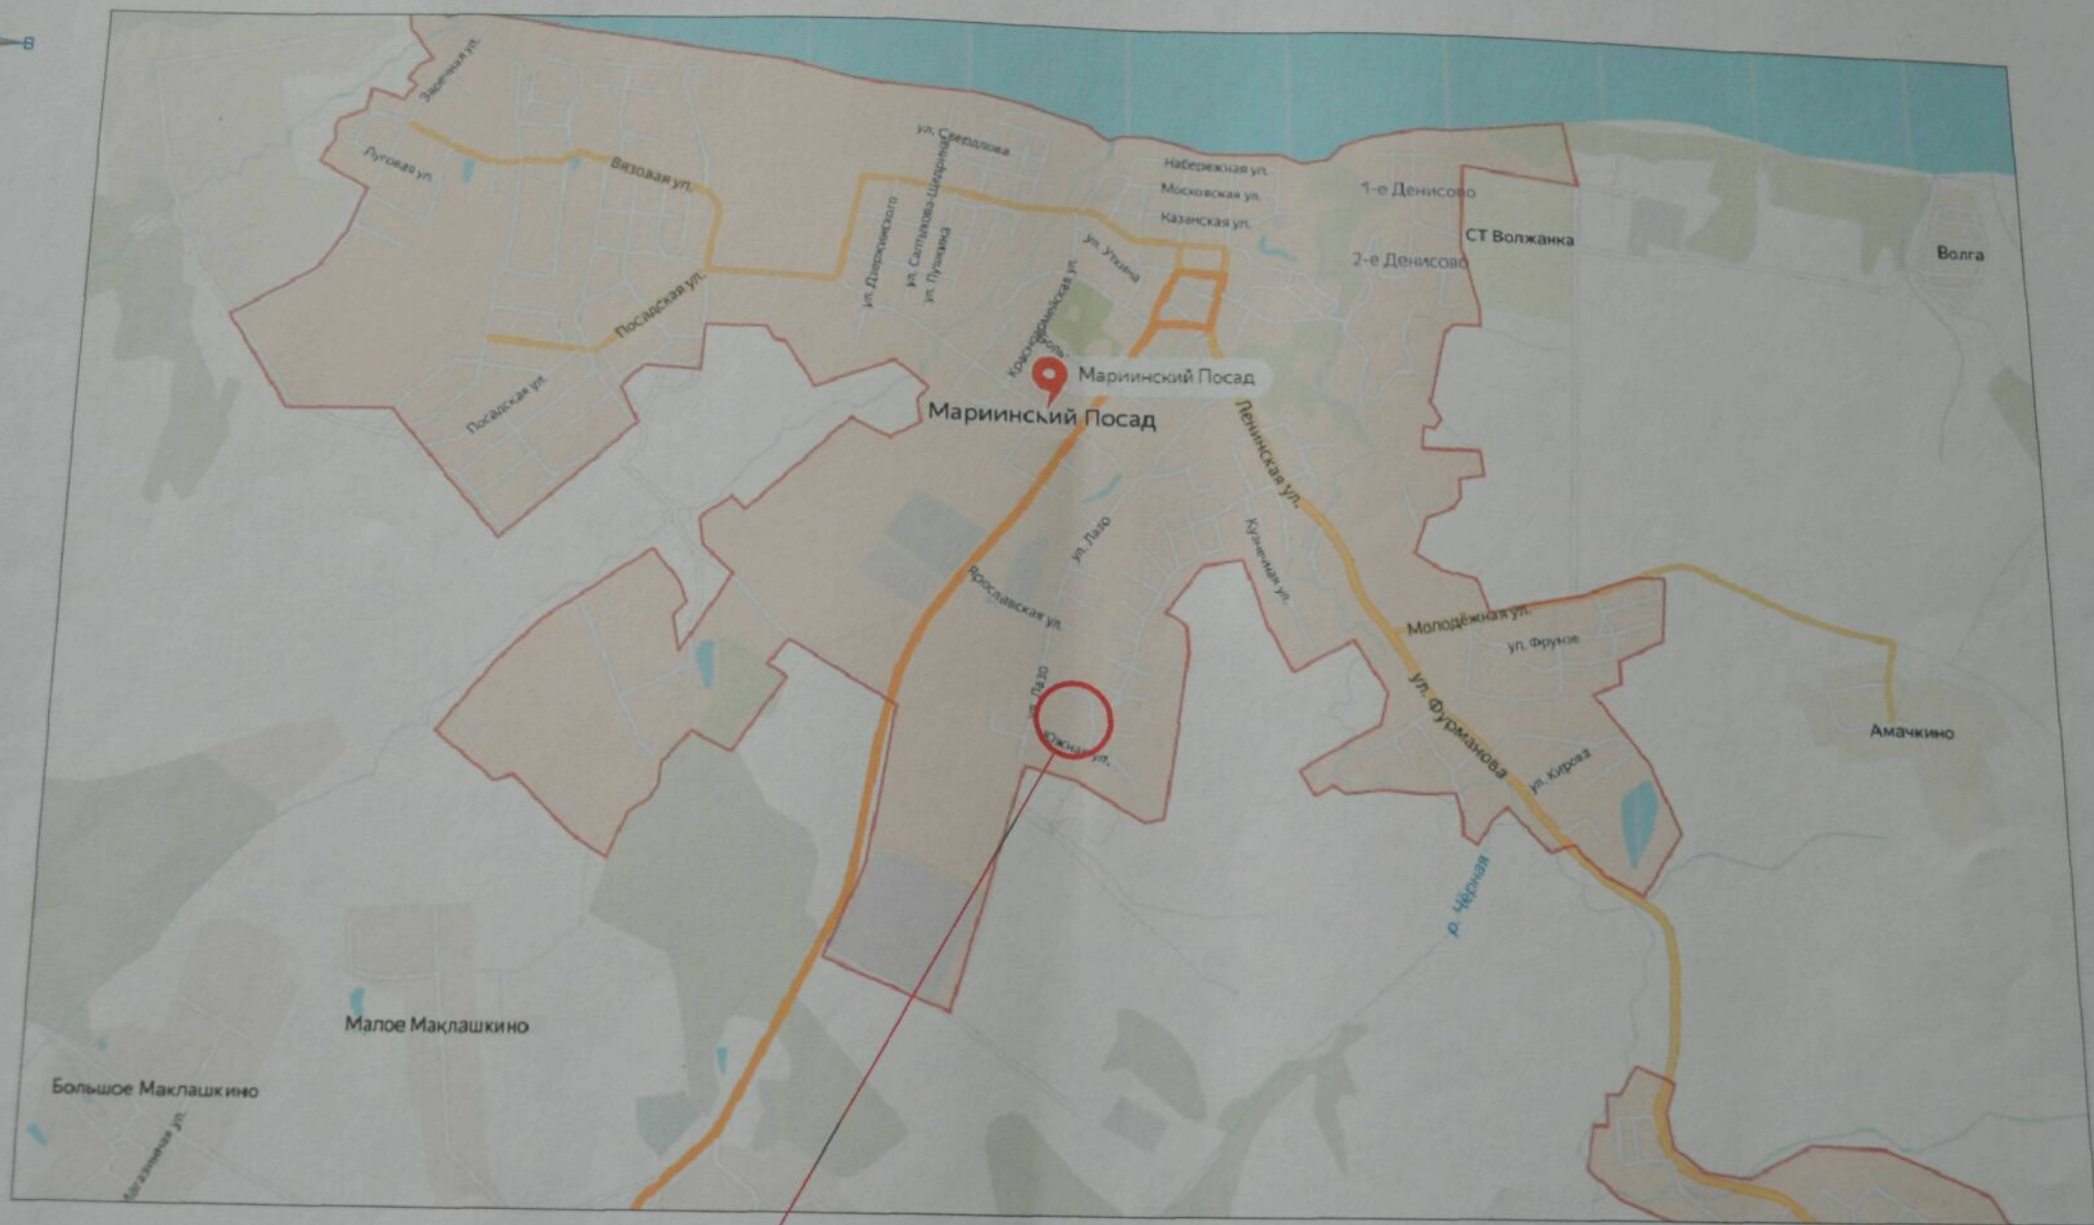 В
Заречная ул.
Луговая ул.
Вязовая ул.
ул. Свердлова
Набережная ул.
Московская ул.
Казанская ул.
1-е Денисово
2-е Денисово
СТ Волжанка
Волга
ул. Дзержинского
ул. Салтыкова-Щедрина
ул. Пушкина
ул. Уткина
Красноармейская ул.
Посадская ул.
Посадская ул.
Мариинский Посад
Мариинский Посад
Ленинская ул.
ул. Лазо
Кузнечная ул.
Ярославская ул.
Молодёжная ул.
ул. Фрунзе
ул. Лазо
Южная ул.
ул. Фурманова
ул. Кирова
Амачкино
р. Чёрная
Малое Маклашкино
Большое Маклашкино
Магазинная ул.